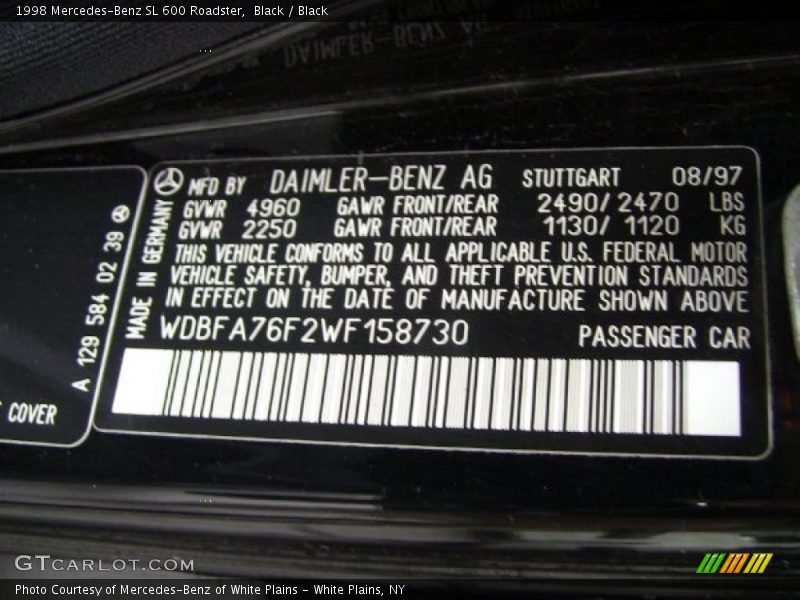 1998 Mercedes-Benz SL 600 Roadster, Black / Black
DAIMLER-BENZ AG
MFD BY DAIMLER-BENZ AG STUTTGART 08/97
GVWR 4960 GAWR FRONT/REAR 2490/ 2470 LBS
GVWR 2250 GAWR FRONT/REAR 1130/ 1120 KG
THIS VEHICLE CONFORMS TO ALL APPLICABLE U.S. FEDERAL MOTOR
VEHICLE SAFETY, BUMPER, AND THEFT PREVENTION STANDARDS
IN EFFECT ON THE DATE OF MANUFACTURE SHOWN ABOVE
WDBFA76F2WF158730 PASSENGER CAR
MADE IN GERMANY
A 129 584 02 39
COVER
GTCARLOT.COM
Photo Courtesy of Mercedes-Benz of White Plains - White Plains, NY